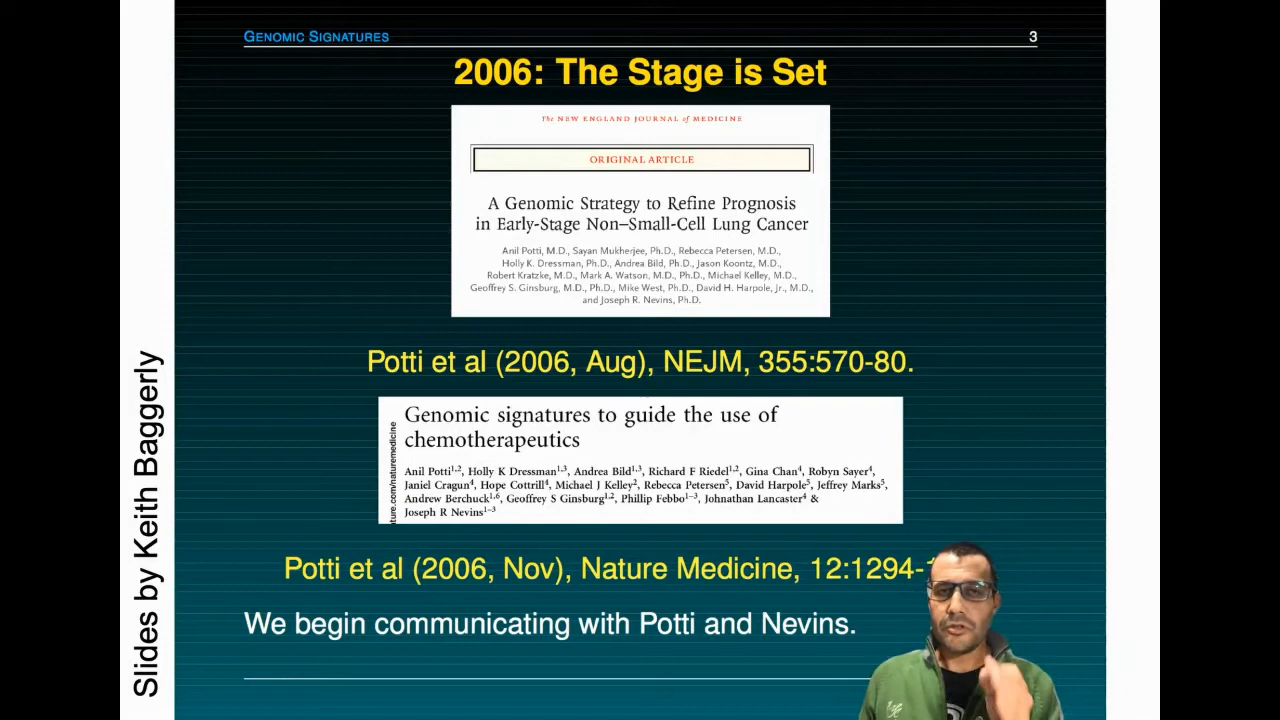 GENOMIC SIGNATURES 3
2006: The Stage is Set
The NEW ENGLAND JOURNAL of MEDICINE
ORIGINAL ARTICLE
A Genomic Strategy to Refine Prognosis
in Early-Stage Non–Small-Cell Lung Cancer
Anil Potti, M.D., Sayan Mukherjee, Ph.D., Rebecca Petersen, M.D.,
Holly K. Dressman, Ph.D., Andrea Bild, Ph.D., Jason Koontz, M.D.,
Robert Kratzke, M.D., Mark A. Watson, M.D., Ph.D., Michael Kelley, M.D.,
Geoffrey S. Ginsburg, M.D., Ph.D., Mike West, Ph.D., David H. Harpole, Jr., M.D.,
and Joseph R. Nevins, Ph.D.
Potti et al (2006, Aug), NEJM, 355:570-80.
Genomic signatures to guide the use of
chemotherapeutics
Anil Potti1,2, Holly K Dressman1,3, Andrea Bild1,3, Richard F Riedel1,2, Gina Chan4, Robyn Sayer4,
Janiel Cragun4, Hope Cottrill4, Michael J Kelley2, Rebecca Petersen5, David Harpole5, Jeffrey Marks5,
Andrew Berchuck1,6, Geoffrey S Ginsburg1,2, Phillip Febbo1–3, Johnathan Lancaster4 &
Joseph R Nevins1–3
ture.com/naturemedicine
Potti et al (2006, Nov), Nature Medicine, 12:1294-
We begin communicating with Potti and Nevins.
Slides by Keith Baggerly